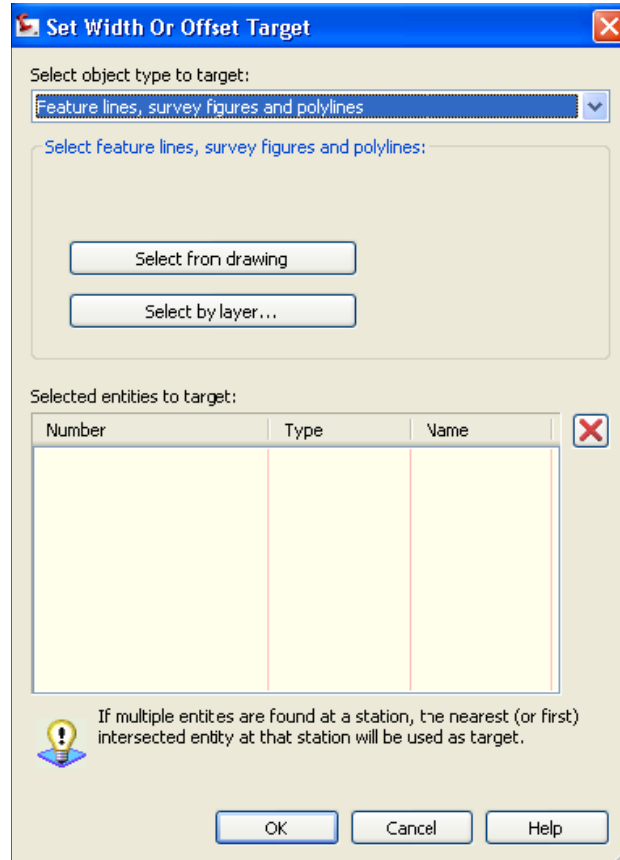 Set Width Or Offset Target
Select object type to target:
Feature lines, survey figures and polylines
Select feature lines, survey figures and polylines:
Select from drawing
Select by layer...
Selected entities to target:
Number Type Name
If multiple entites are found at a station, the nearest (or first)
intersected entity at that station will be used as target.
OK Cancel Help